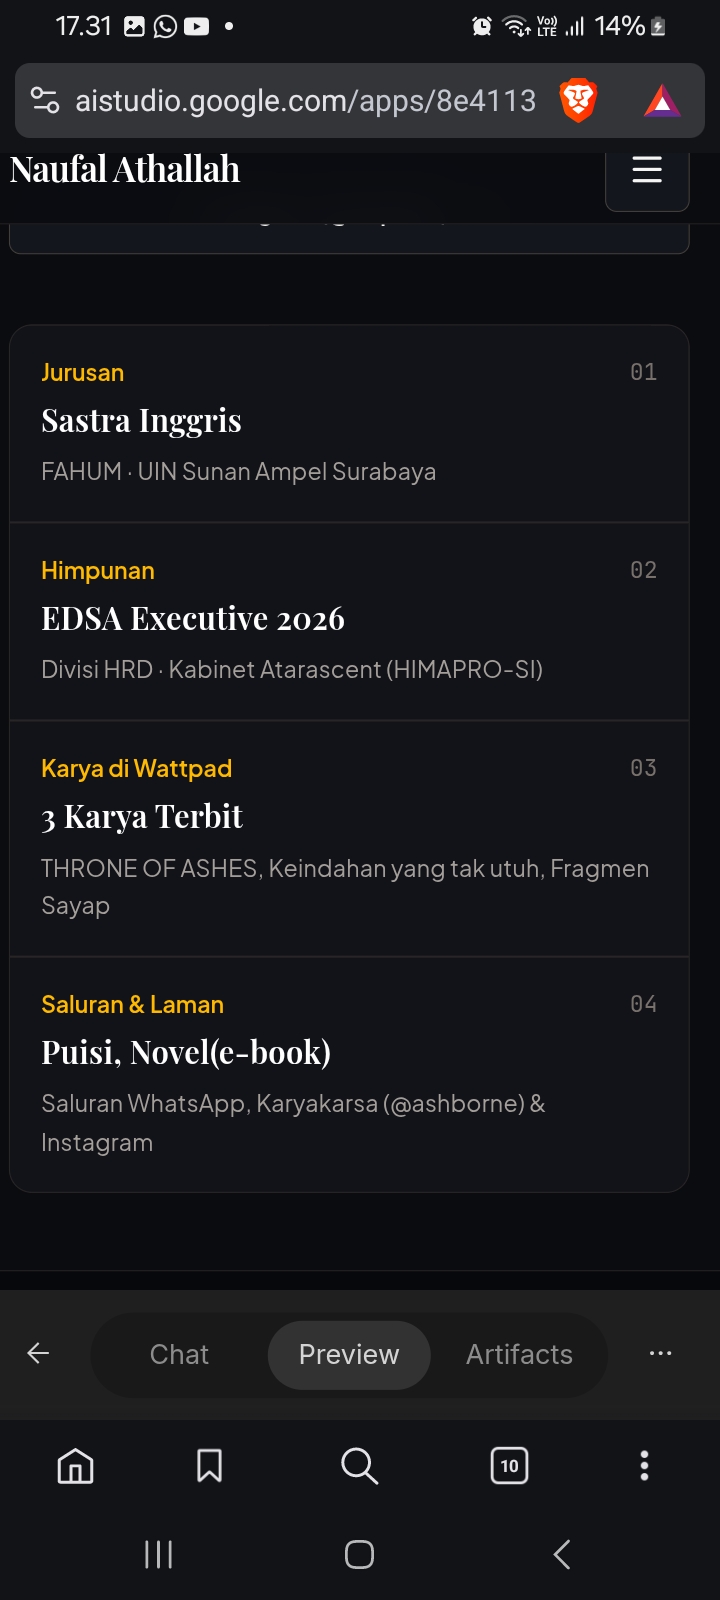 17.31
Vo))
LTE
14%
aistudio.google.com/apps/8e4113
Naufal Athallah
Jurusan
01
Sastra Inggris
FAHUM · UIN Sunan Ampel Surabaya
Himpunan
02
EDSA Executive 2026
Divisi HRD · Kabinet Atarascent (HIMAPRO-SI)
Karya di Wattpad
03
3 Karya Terbit
THRONE OF ASHES, Keindahan yang tak utuh, Fragmen
Sayap
Saluran & Laman
04
Puisi, Novel(e-book)
Saluran WhatsApp, Karyakarsa (@ashborne) &
Instagram
Chat
Preview
Artifacts
10